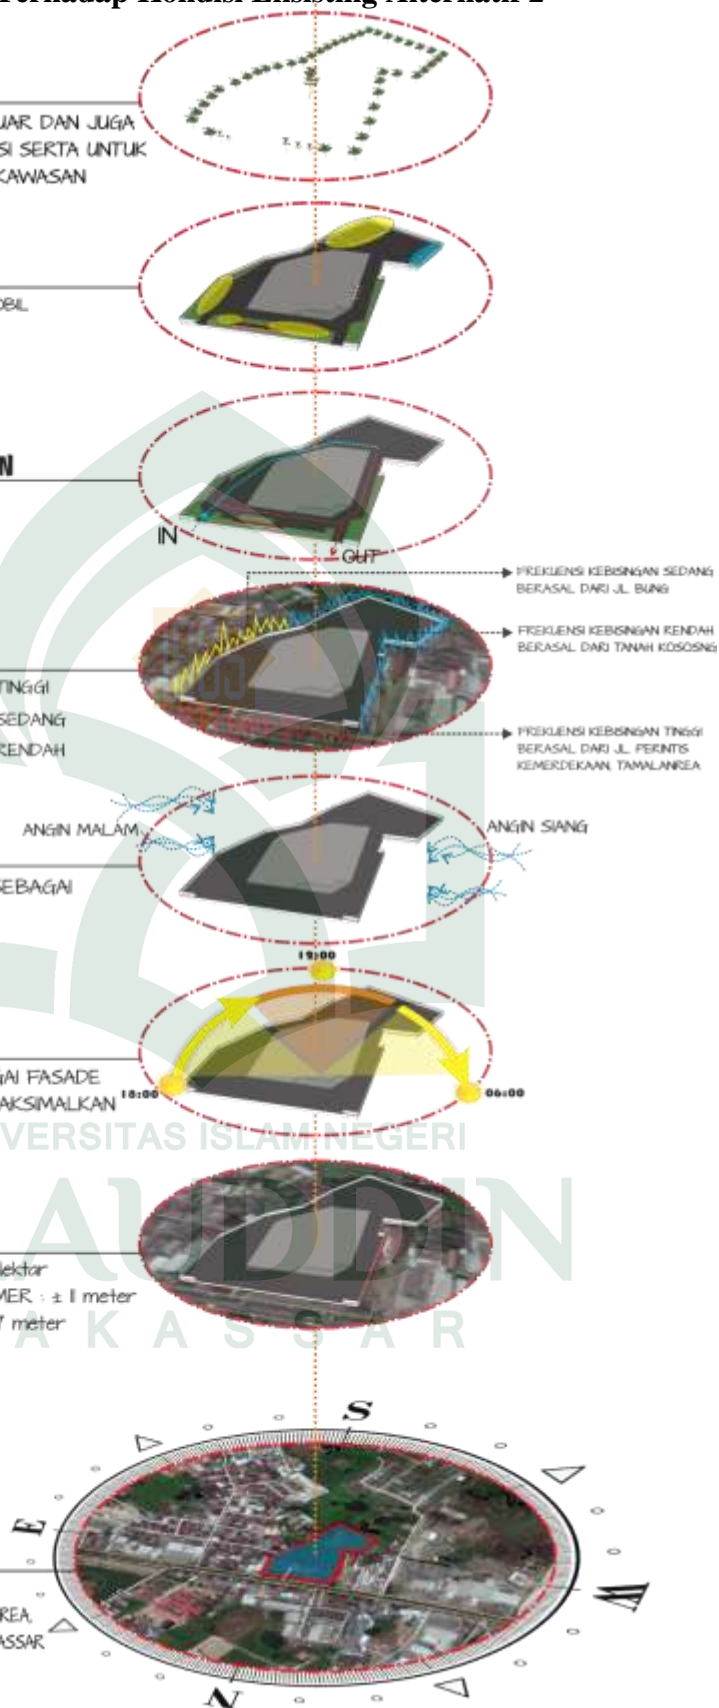 Terhadap Kondisi Eksisting Alternatif 2
UAR DAN JUGA
SI SERTA UNTUK
KAWASAN
OBIL
N
IN
OUT
FREKUENSI KEBISINGAN SEDANG
BERASAL DARI JL. BUNG
FREKUENSI KEBISINGAN RENDAH
BERASAL DARI TANAH KOSOSNG
TINGGI
SEDANG
RENDAH
FREKUENSI KEBISINGAN TINGGI
BERASAL DARI JL. PERINTIS
KEMERDEKAAN, TAMALANREA
ANGIN MALAM
ANGIN SIANG
SEBAGAI
12:00
GAI FASADE
AKSIMALKAN
18:00
06:00
VERSITAS ISLAM NEGERI
AUDDIN
AKASSAR
lektar
MER : ± 11 meter
7 meter
S
E
W
N
REA,
ASSAR